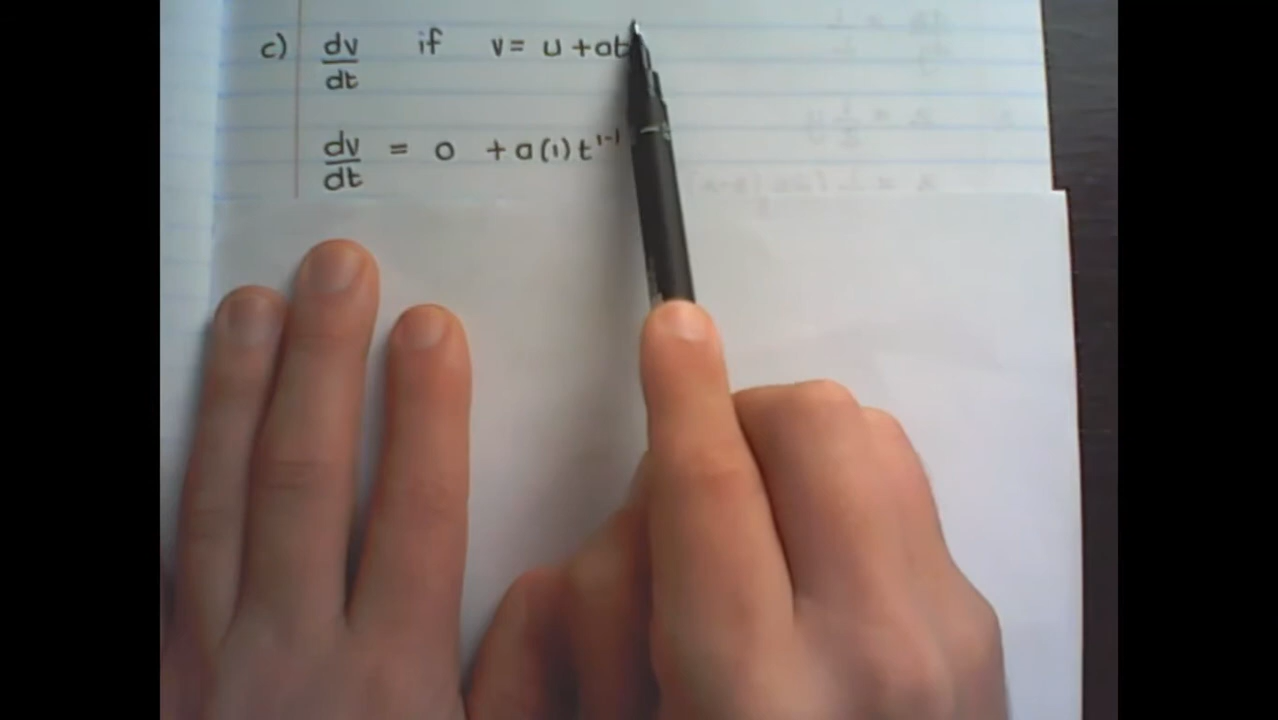 c) dv/dt if v = u + at
dv/dt = 0 + a(1)t^1-1